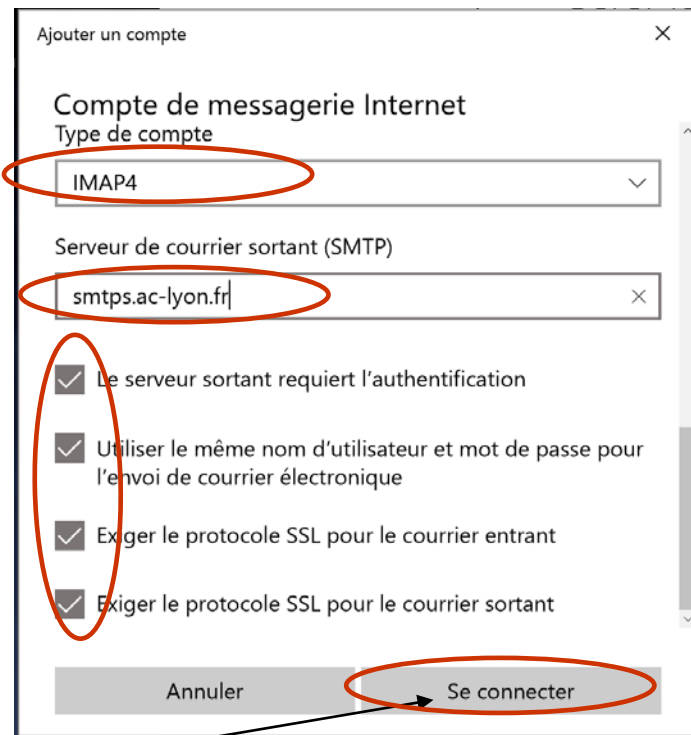 Ajouter un compte
Compte de messagerie Internet
Type de compte
IMAP4
Serveur de courrier sortant (SMTP)
smtps.ac-lyon.fr
Le serveur sortant requiert l'authentification
Utiliser le même nom d'utilisateur et mot de passe pour
l'envoi de courrier électronique
Exiger le protocole SSL pour le courrier entrant
Exiger le protocole SSL pour le courrier sortant
Annuler
Se connecter